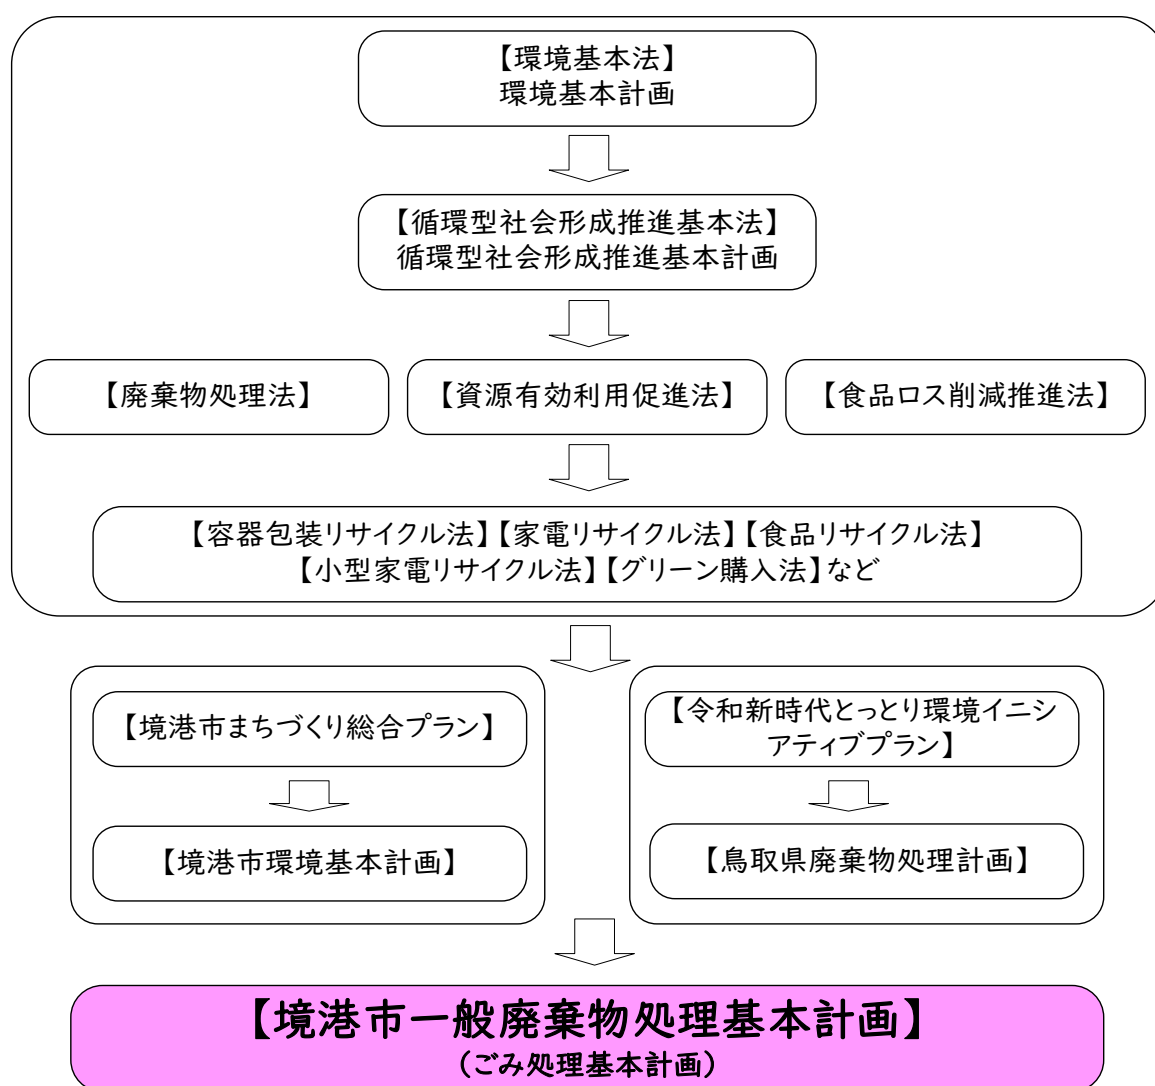 【環境基本法】
環境基本計画
【循環型社会形成推進基本法】
循環型社会形成推進基本計画
【廃棄物処理法】
【資源有効利用促進法】
【食品ロス削減推進法】
【容器包装リサイクル法】【家電リサイクル法】【食品リサイクル法】
【小型家電リサイクル法】【グリーン購入法】など
【境港市まちづくり総合プラン】
【境港市環境基本計画】
【令和新時代とっとり環境イニシ
アティブプラン】
【鳥取県廃棄物処理計画】
【境港市一般廃棄物処理基本計画】
（ごみ処理基本計画）